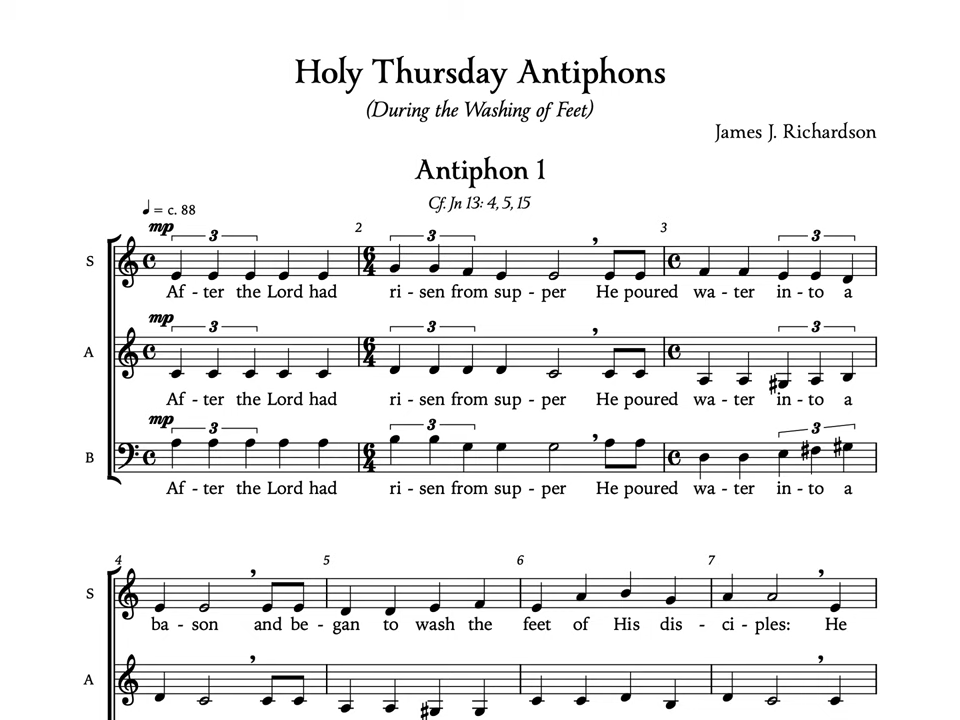 Holy Thursday Antiphons
(During the Washing of Feet)
James J. Richardson
Antiphon 1
Cf. Jn 13: 4, 5, 15
= c. 88
mp 3 2 3 3 3
S
Af - ter the Lord had ri - sen from sup - per He poured wa - ter in - to a
mp 3 3 3
A
Af - ter the Lord had ri - sen from sup - per He poured wa - ter in - to a
mp 3 3 3
B
Af - ter the Lord had ri - sen from sup - per He poured wa - ter in - to a
4 5 6 7
S
ba - son and be - gan to wash the feet of His dis - ci - ples: He
A